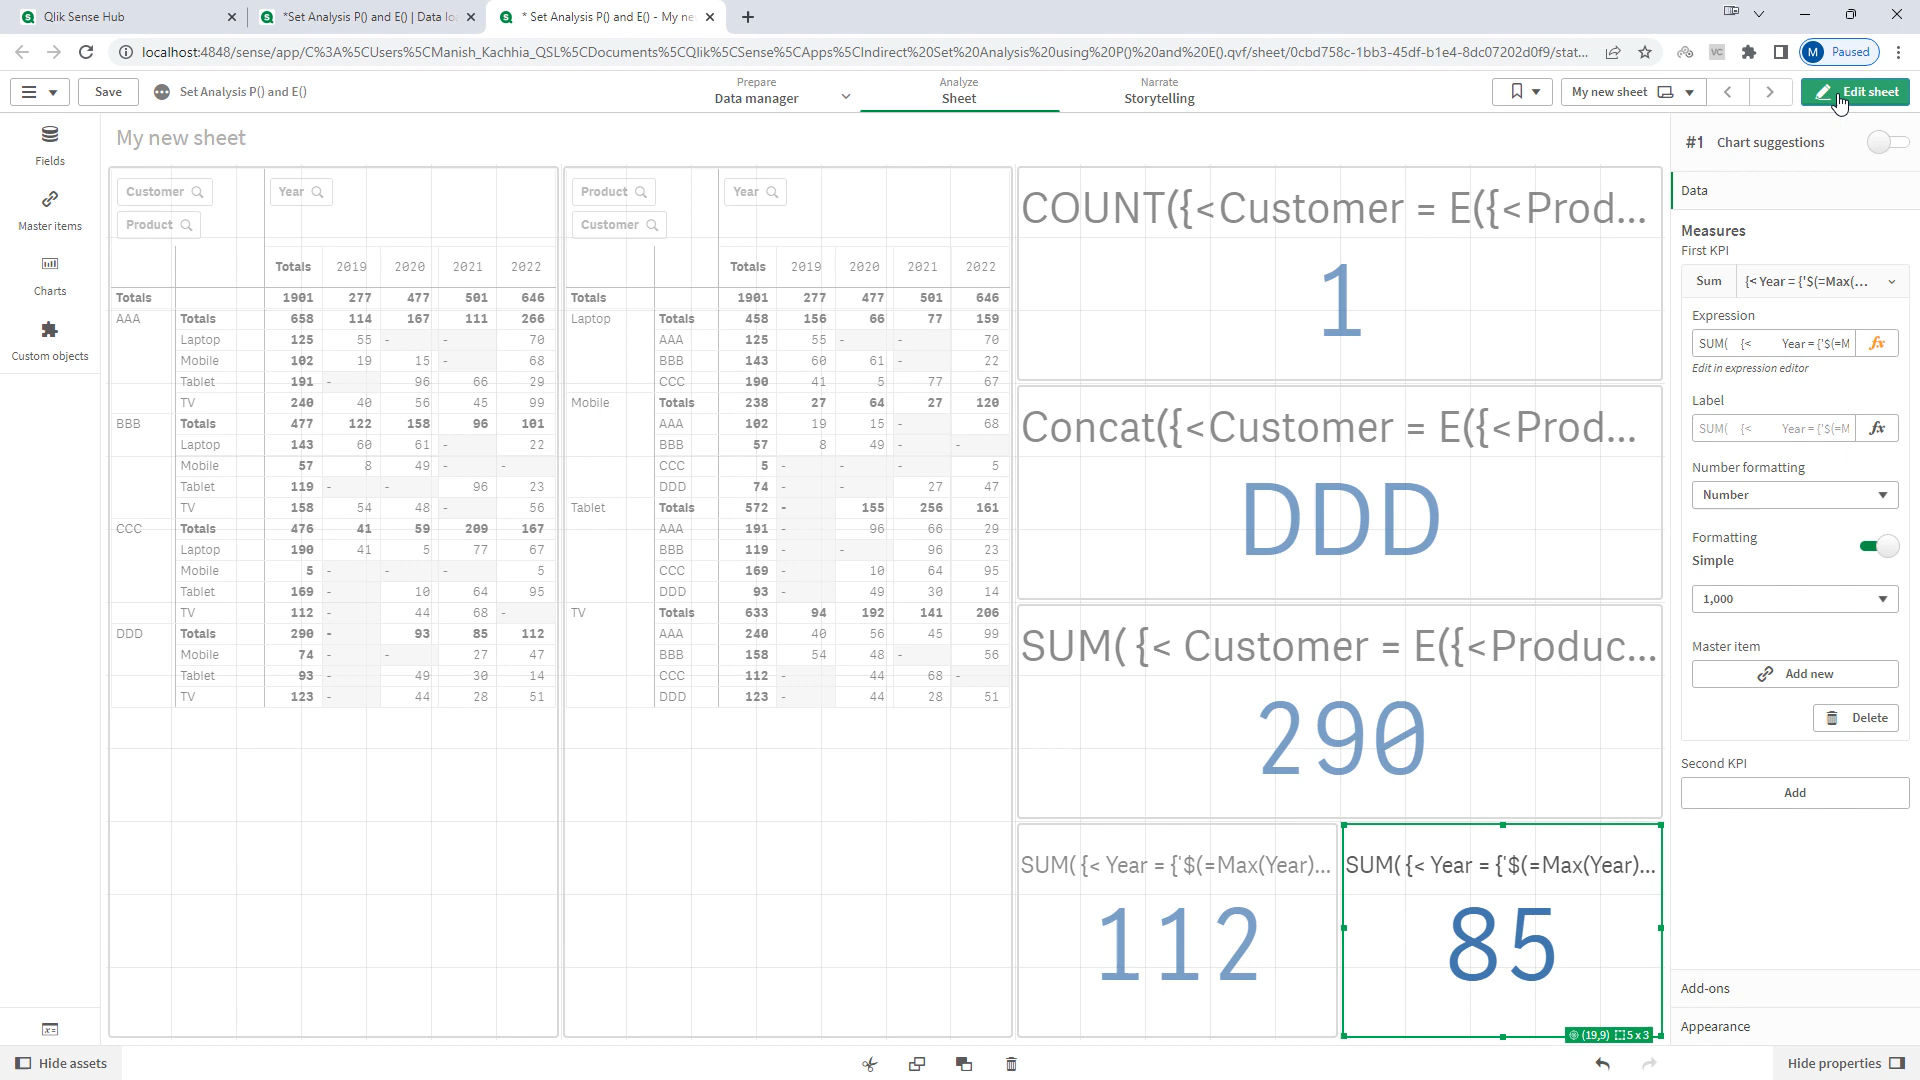 Qlik Sense Hub
*Set Analysis P() and E() | Data lo
* Set Analysis P() and E() - My ne
localhost:4848/sense/app/C%3A%5CUsers%5CManish_Kachhia_QSL%5CDocuments%5CQlik%5CSense%5CApps%5CIndirect%20Set%20Analysis%20using%20P()%20and%20E().qvf/sheet/0cbd758c-1bb3-45df-b1e4-8dc07202d0f9/stat...
VC
M Paused
Save
Set Analysis P() and E()
Prepare
Data manager
Analyze
Sheet
Narrate
Storytelling
My new sheet
Edit sheet
Fields
Master items
Charts
Custom objects
My new sheet
Customer
Year
Product
Totals 2019 2020 2021 2022
Totals 1901 277 477 501 646
AAA Totals 658 114 167 111 266
Laptop 125 55 - - 70
Mobile 102 19 15 - 68
Tablet 191 - 96 66 29
TV 240 40 56 45 99
BBB Totals 477 122 158 96 101
Laptop 143 60 61 - 22
Mobile 57 8 49 - -
Tablet 119 - - 96 23
TV 158 54 48 - 56
CCC Totals 476 41 59 209 167
Laptop 190 41 5 77 67
Mobile 5 - - - 5
Tablet 169 - 10 64 95
TV 112 - 44 68 -
DDD Totals 290 - 93 85 112
Mobile 74 - - 27 47
Tablet 93 - 49 30 14
TV 123 - 44 28 51
Product
Year
Customer
Totals 2019 2020 2021 2022
Totals 1901 277 477 501 646
Laptop Totals 458 156 66 77 159
AAA 125 55 - - 70
BBB 143 60 61 - 22
CCC 190 41 5 77 67
Mobile Totals 238 27 64 27 120
AAA 102 19 15 - 68
BBB 57 8 49 - -
CCC 5 - - - 5
DDD 74 - - 27 47
Tablet Totals 572 - 155 256 161
AAA 191 - 96 66 29
BBB 119 - - 96 23
CCC 169 - 10 64 95
DDD 93 - 49 30 14
TV Totals 633 94 192 141 206
AAA 240 40 56 45 99
BBB 158 54 48 - 56
CCC 112 - 44 68 -
DDD 123 - 44 28 51
COUNT({<Customer = E({<Prod...
1
Concat({<Customer = E({<Prod...
DDD
SUM( {< Customer = E({<Produc...
290
SUM( {< Year = {'$(=Max(Year)...
112
SUM( {< Year = {'$(=Max(Year)...
85
(19,9) 5 x 3
#1 Chart suggestions
Data
Measures
First KPI
Sum {< Year = {'$(=Max(...
Expression
SUM( {< Year = {'$(=M
fx
Edit in expression editor
Label
SUM( {< Year = {'$(=M
fx
Number formatting
Number
Formatting
Simple
1,000
Master item
Add new
Delete
Second KPI
Add
Add-ons
Appearance
Hide assets
Hide properties